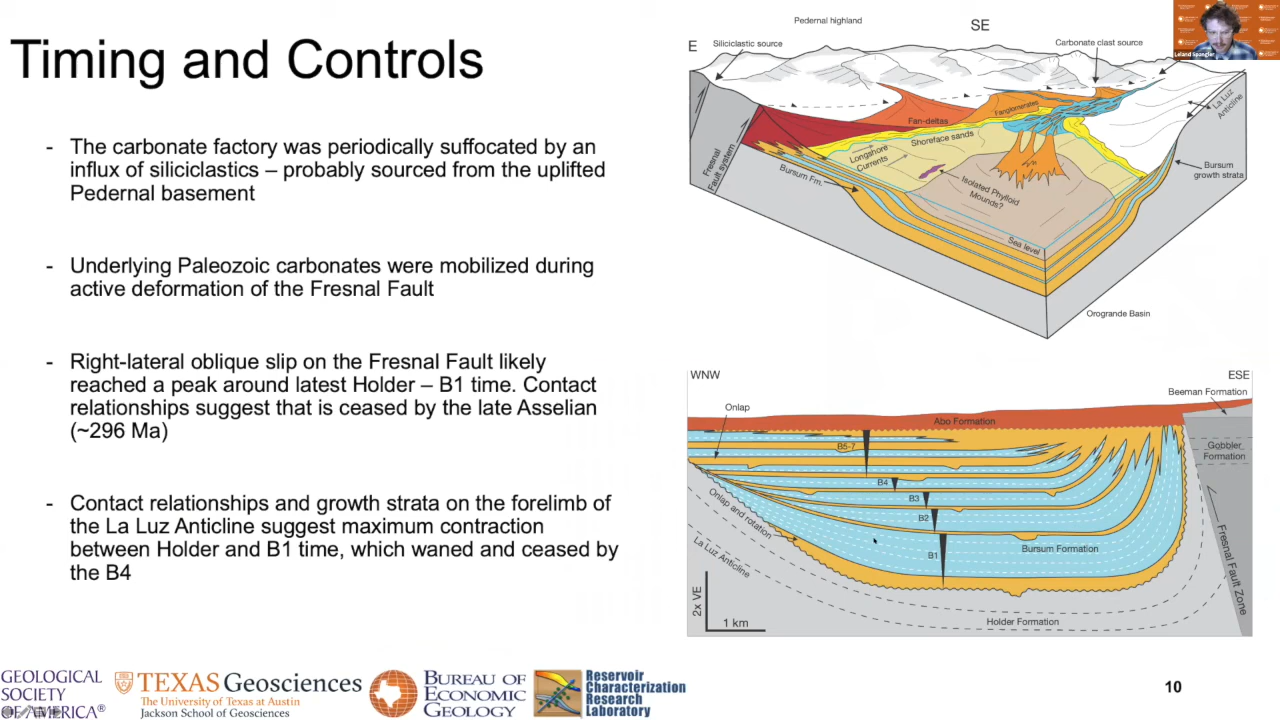 Timing and Controls
- The carbonate factory was periodically suffocated by an
influx of siliciclastics – probably sourced from the uplifted
Pedernal basement
- Underlying Paleozoic carbonates were mobilized during
active deformation of the Fresnal Fault
- Right-lateral oblique slip on the Fresnal Fault likely
reached a peak around latest Holder – B1 time. Contact
relationships suggest that is ceased by the late Asselian
(~296 Ma)
- Contact relationships and growth strata on the forelimb of
the La Luz Anticline suggest maximum contraction
between Holder and B1 time, which waned and ceased by
the B4
Pedernal highland
SE
E
Siliciclastic source
Carbonate clast source
Leland Spangler
La Luz
Anticline
Fanglomerates
Fan-deltas
Shoreface sands
Longshore
Currents
Fresnal
Fault system
Bursum Fm.
Isolated Phylloid
Mounds?
Bursum
growth strata
Sea level
Orogrande Basin
WNW
ESE
Beeman Formation
Onlap
Abo Formation
B5-7
Gobbler
Formation
B4
B3
B2
B1
Onlap and rotation
Bursum Formation
La Luz Anticline
Fresnal Fault Zone
2x VE
1 km
Holder Formation
GEOLOGICAL
SOCIETY
OF AMERICA®
TEXAS Geosciences
The University of Texas at Austin
Jackson School of Geosciences
BUREAU OF
ECONOMIC
GEOLOGY
Reservoir
Characterization
Research
Laboratory
10